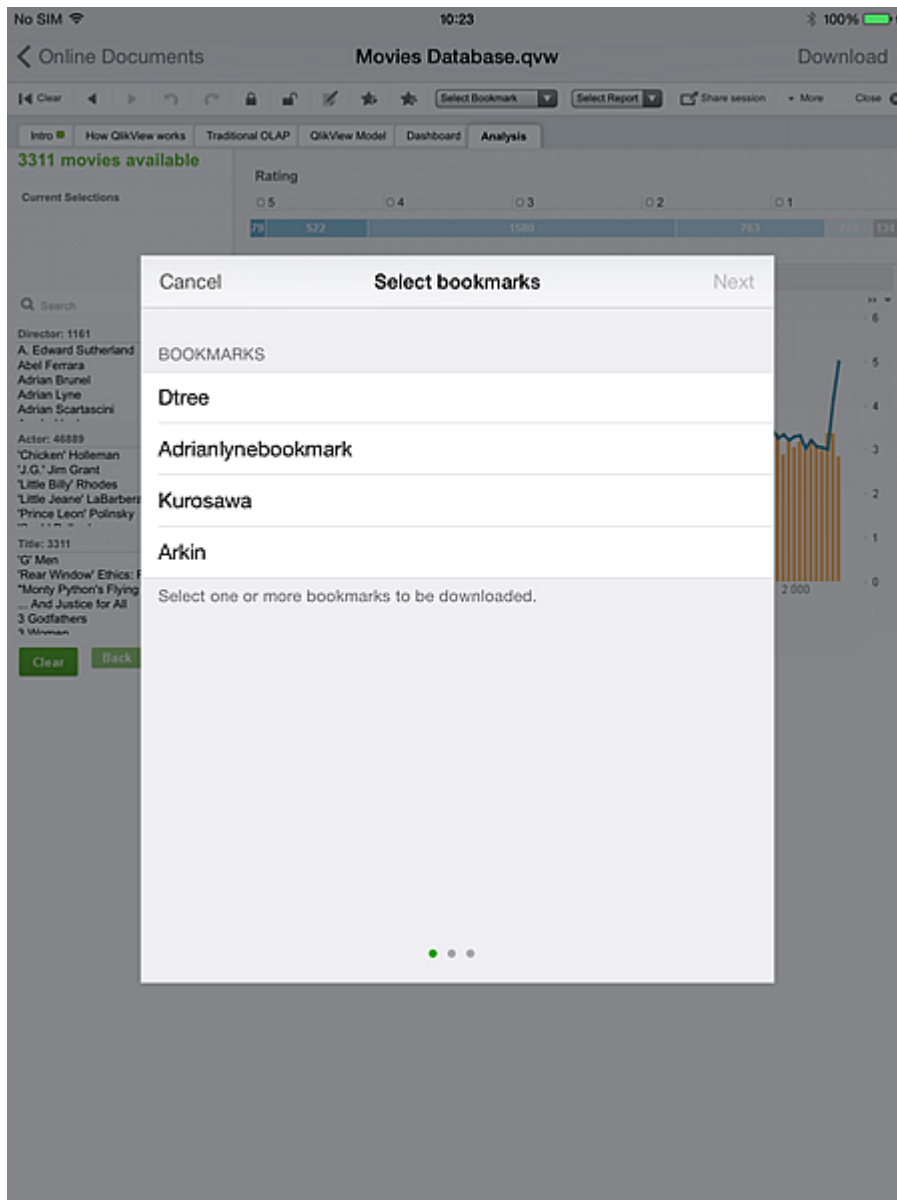 No SIM 10:23 100%
Online Documents Movies Database.qvw Download
Clear Select Bookmark Select Report Share session More Close
Intro How QlikView works Traditional OLAP QlikView Model Dashboard Analysis
3311 movies available
Rating
Current Selections
5 4 3 2 1
79 522 1580 763 134
Cancel Select bookmarks Next
Search
6
Director: 1161
A. Edward Sutherland
BOOKMARKS
Abel Ferrara
5
Adrian Brunel
Adrian Lyne
Dtree
Adrian Scartascini
4
Actor: 46889
'Chicken' Holleman
Adrianlynebookmark
3
'J.G.' Jim Grant
'Little Billy' Rhodes
'Little Jeane' LaBarbera
Kurosawa
2
'Prince Leon' Polinsky
Title: 3311
1
'G' Men
Arkin
'Rear Window' Ethics:
0
"Monty Python's Flying
2 000
... And Justice for All
Select one or more bookmarks to be downloaded.
3 Godfathers
3 Women
Clear Back